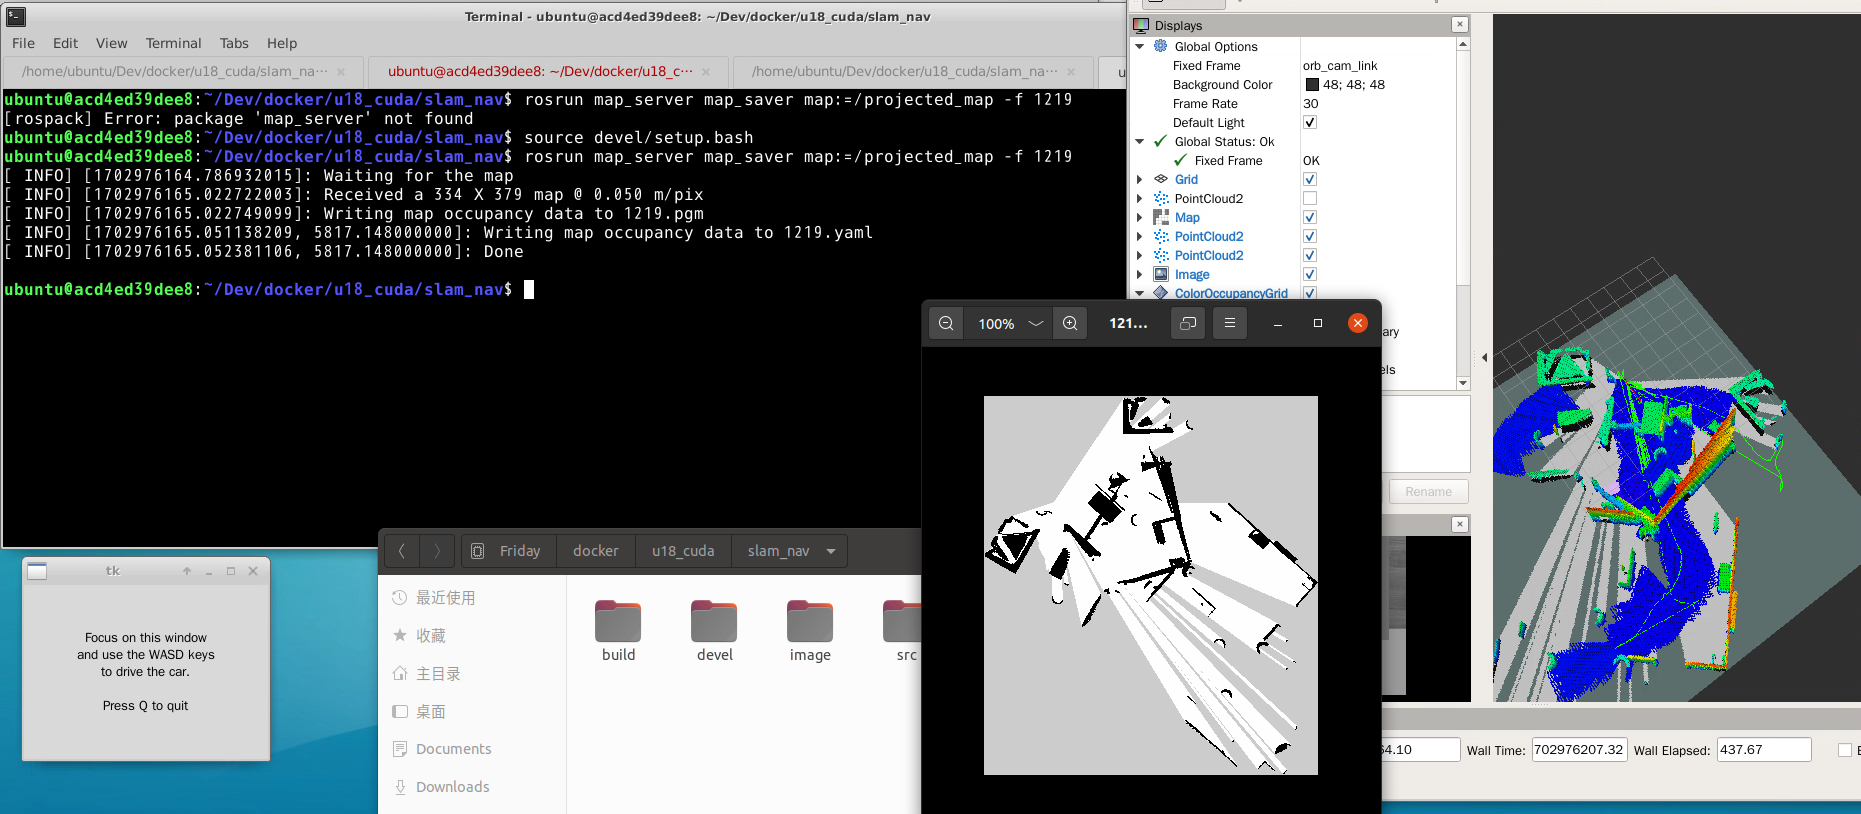 Terminal - ubuntu@acd4ed39dee8: ~/Dev/docker/u18_cuda/slam_nav
File Edit View Terminal Tabs Help
/home/ubuntu/Dev/docker/u18_cuda/slam_na···
ubuntu@acd4ed39dee8: ~/Dev/docker/u18_c···
/home/ubuntu/Dev/docker/u18_cuda/slam_na···
ubuntu@acd4ed39dee8:~/Dev/docker/u18_cuda/slam_nav$ rosrun map_server map_saver map:=/projected_map -f 1219
[rospack] Error: package 'map_server' not found
ubuntu@acd4ed39dee8:~/Dev/docker/u18_cuda/slam_nav$ source devel/setup.bash
ubuntu@acd4ed39dee8:~/Dev/docker/u18_cuda/slam_nav$ rosrun map_server map_saver map:=/projected_map -f 1219
[ INFO] [1702976164.786932015]: Waiting for the map
[ INFO] [1702976165.022722003]: Received a 334 X 379 map @ 0.050 m/pix
[ INFO] [1702976165.022749099]: Writing map occupancy data to 1219.pgm
[ INFO] [1702976165.051138209, 5817.148000000]: Writing map occupancy data to 1219.yaml
[ INFO] [1702976165.052381106, 5817.148000000]: Done
ubuntu@acd4ed39dee8:~/Dev/docker/u18_cuda/slam_nav$
Displays
Global Options
Fixed Frame orb_cam_link
Background Color 48; 48; 48
Frame Rate 30
Default Light
Global Status: Ok
Fixed Frame OK
Grid
PointCloud2
Map
PointCloud2
PointCloud2
Image
ColorOccupancyGrid
ary
els
Rename
100%
121...
tk
Focus on this window
and use the WASD keys
to drive the car.
Press Q to quit
Friday docker u18_cuda slam_nav
最近使用
收藏
主目录
桌面
Documents
Downloads
build devel image src
64.10 Wall Time: 702976207.32 Wall Elapsed: 437.67